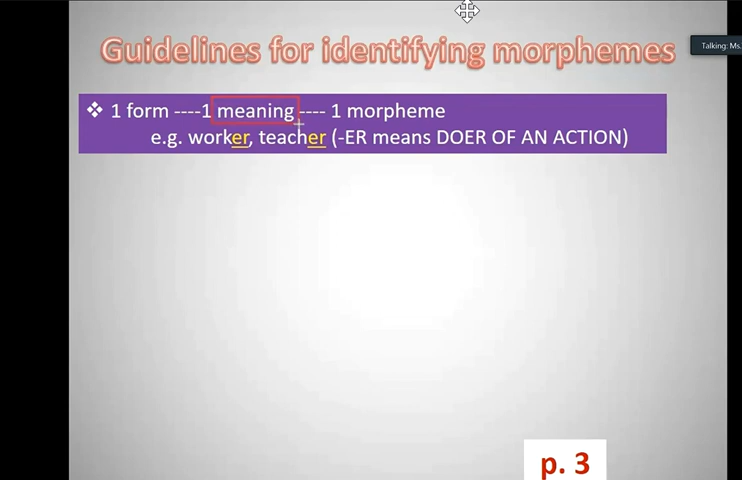 Guidelines for identifying morphemes
Talking: Ms.
❖ 1 form ----1 meaning ---- 1 morpheme
e.g. worker, teacher (-ER means DOER OF AN ACTION)
p. 3